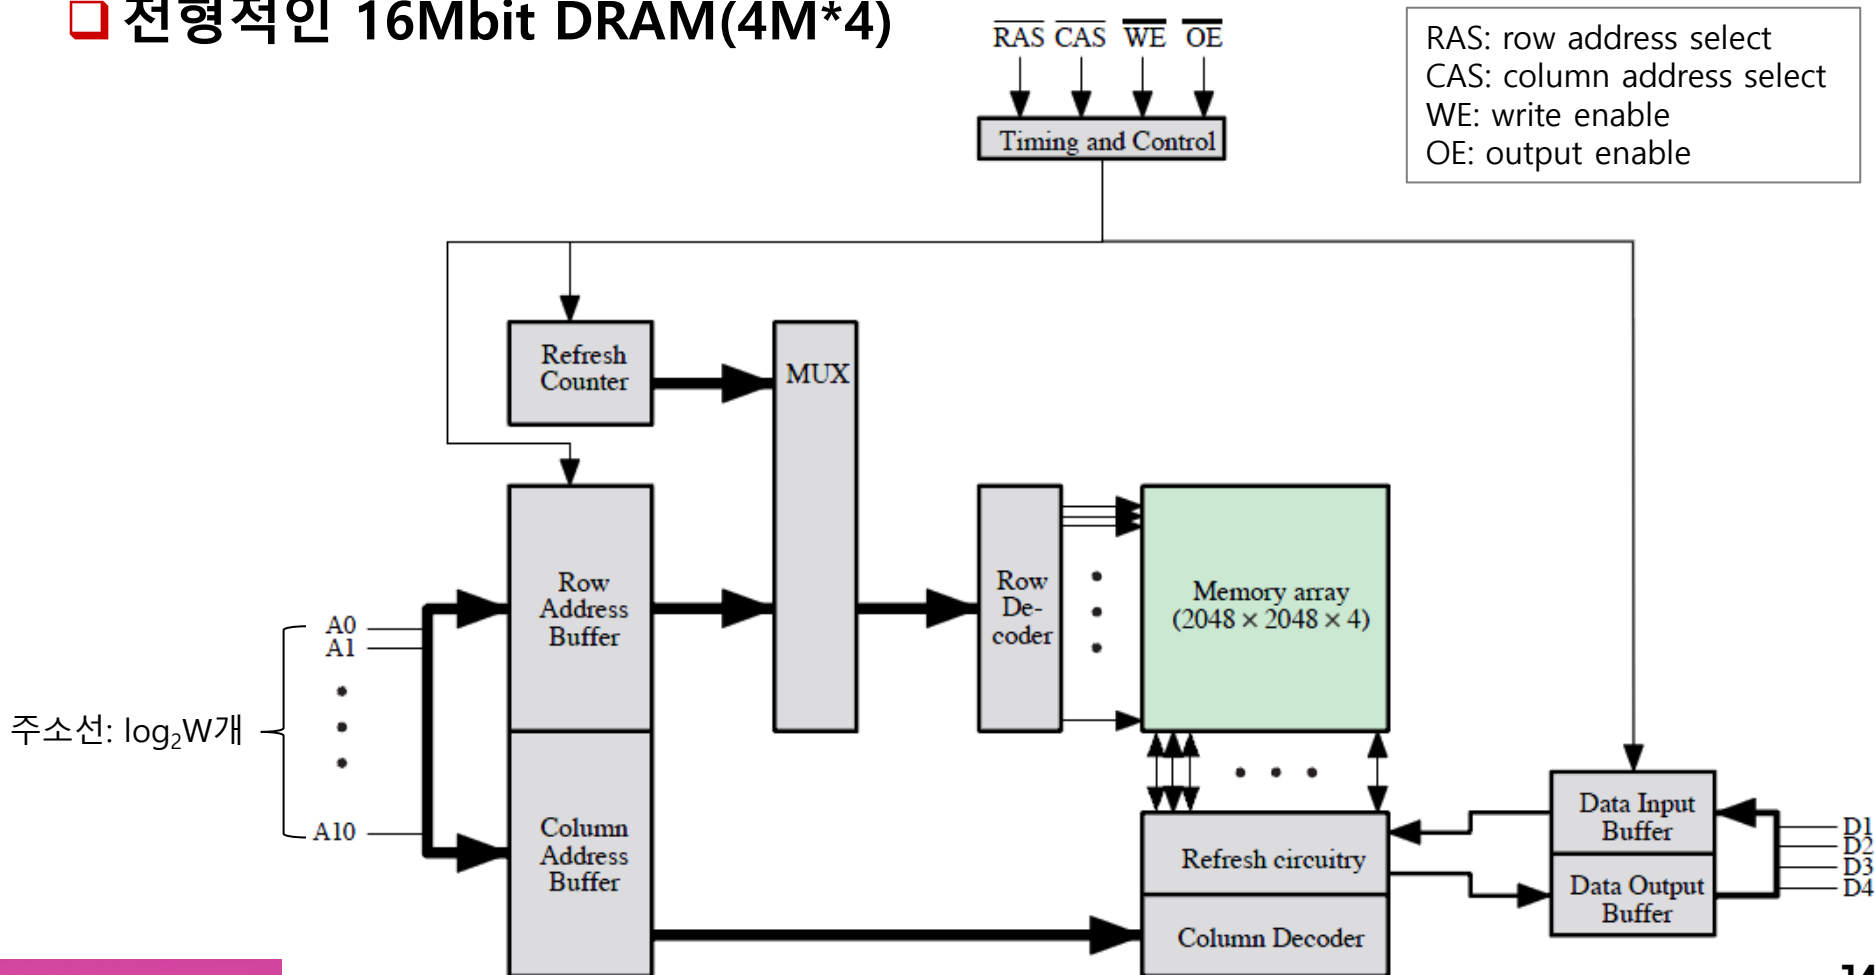 전형적인 16Mbit DRAM(4M*4)
RAS CAS WE OE
RAS: row address select
CAS: column address select
WE: write enable
OE: output enable
Timing and Control
Refresh
Counter
MUX
Row
Address
Buffer
Row
De-
coder
Memory array
(2048 × 2048 × 4)
A0
A1
주소선: log₂W개
A10
Column
Address
Buffer
Refresh circuitry
Column Decoder
Data Input
Buffer
Data Output
Buffer
D1
D2
D3
D4